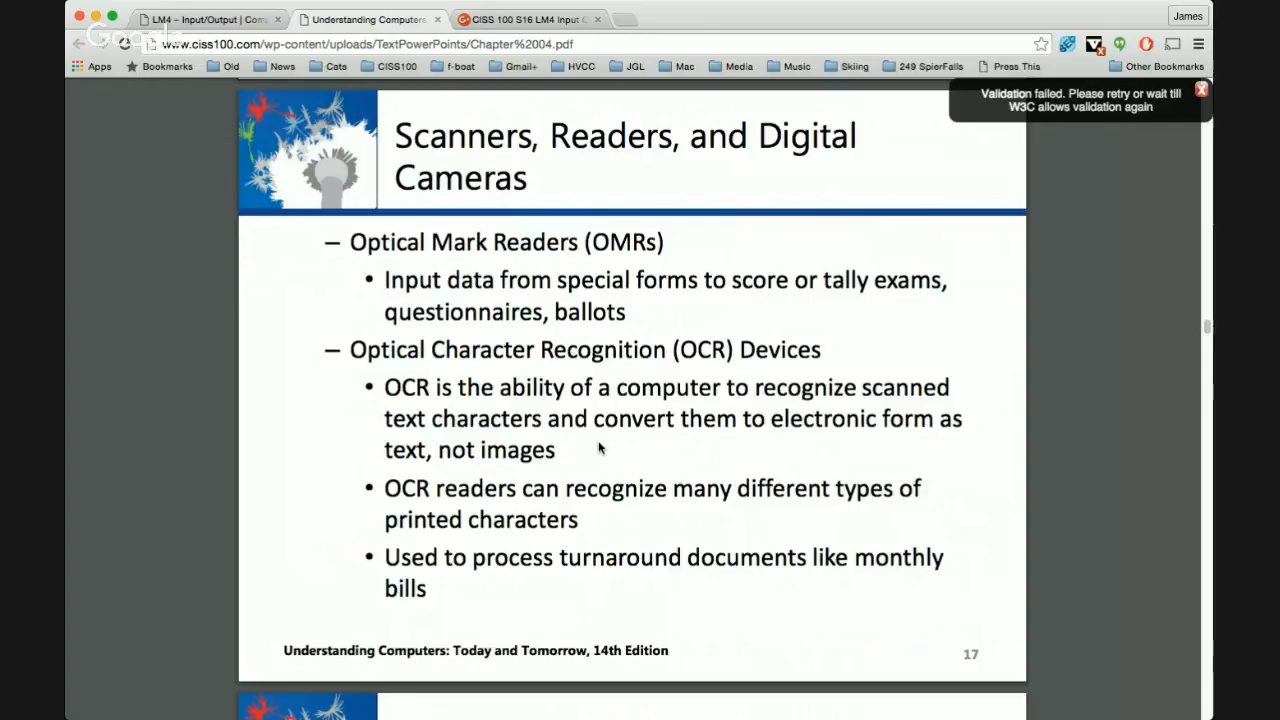 LM4 – Input/Output | Com
Understanding Computers:
CISS 100 S16 LM4 Input O
James
Google
www.ciss100.com/wp-content/uploads/TextPowerPoints/Chapter%2004.pdf
Apps
Bookmarks
Old
News
Cats
CISS100
f-boat
Gmail+
HVCC
JGL
Mac
Media
Music
Skiing
249 SpierFalls
Press This
Other Bookmarks
Validation failed. Please retry or wait till
W3C allows validation again
Scanners, Readers, and Digital
Cameras
– Optical Mark Readers (OMRs)
• Input data from special forms to score or tally exams,
questionnaires, ballots
– Optical Character Recognition (OCR) Devices
• OCR is the ability of a computer to recognize scanned
text characters and convert them to electronic form as
text, not images
• OCR readers can recognize many different types of
printed characters
• Used to process turnaround documents like monthly
bills
Understanding Computers: Today and Tomorrow, 14th Edition
17